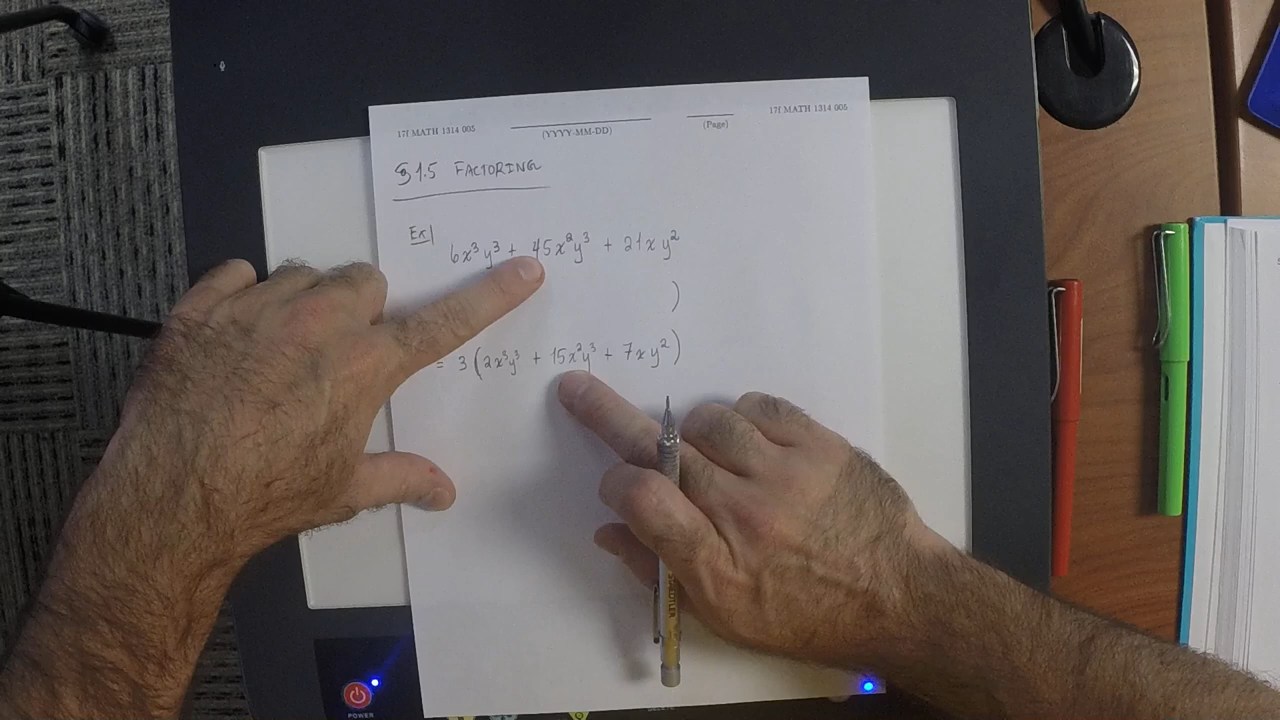 17f MATH 1314 005 (YYYY-MM-DD) (Page) 17f MATH 1314 005
§1.5 FACTORING
Ex|
6x³y³ + 45x²y³ + 21xy²
)
= 3(2x³y³ + 15x²y³ + 7xy²)
POWER